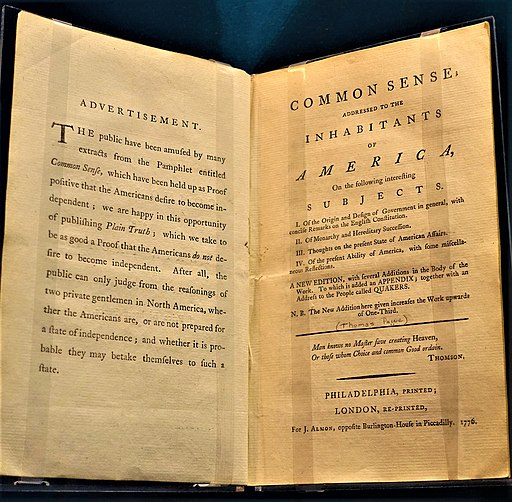 ADVERTISEMENT.
THE public have been amused by many
extracts from the Pamphlet entitled
Common Senſe, which have been held up as Proof
poſitive that the Americans deſire to become in-
dependent; we are happy in this opportunity
of publiſhing Plain Truth; which we take to
be as good a Proof that the Americans do not de-
ſire to become independent. After all, the
public can only judge from the reaſonings of
two private gentlemen in North America, whe-
ther the Americans are, or are not prepared for
a ſtate of independence; and whether it is pro-
bable they may betake themſelves to ſuch a
ſtate.
COMMON SENSE;
ADDRESSED TO THE
INHABITANTS
OF
AMERICA,
On the following intereſting
SUBJECTS.
I. Of the Origin and Deſign of Government in general, with
conciſe Remarks on the Engliſh Conſtitution.
II. Of Monarchy and Hereditary Succeſſion.
III. Thoughts on the preſent State of American Affairs.
IV. Of the preſent Ability of America, with ſome miſcella-
neous Reflections.
A NEW EDITION, with ſeveral Additions in the Body of the
Work. To which is added an APPENDIX; together with an
Addreſs to the People called QUAKERS.
N. B. The New Addition here given increaſes the Work upwards
of One-Third.
(Thomas Paine)
Man knows no Maſter ſave creating Heaven,
Or thoſe whom Choice and common Good ordain.
THOMSON.
PHILADELPHIA, PRINTED;
LONDON, RE-PRINTED,
For J. ALMON, oppoſite Burlington-Houſe in Piccadilly. 1776.